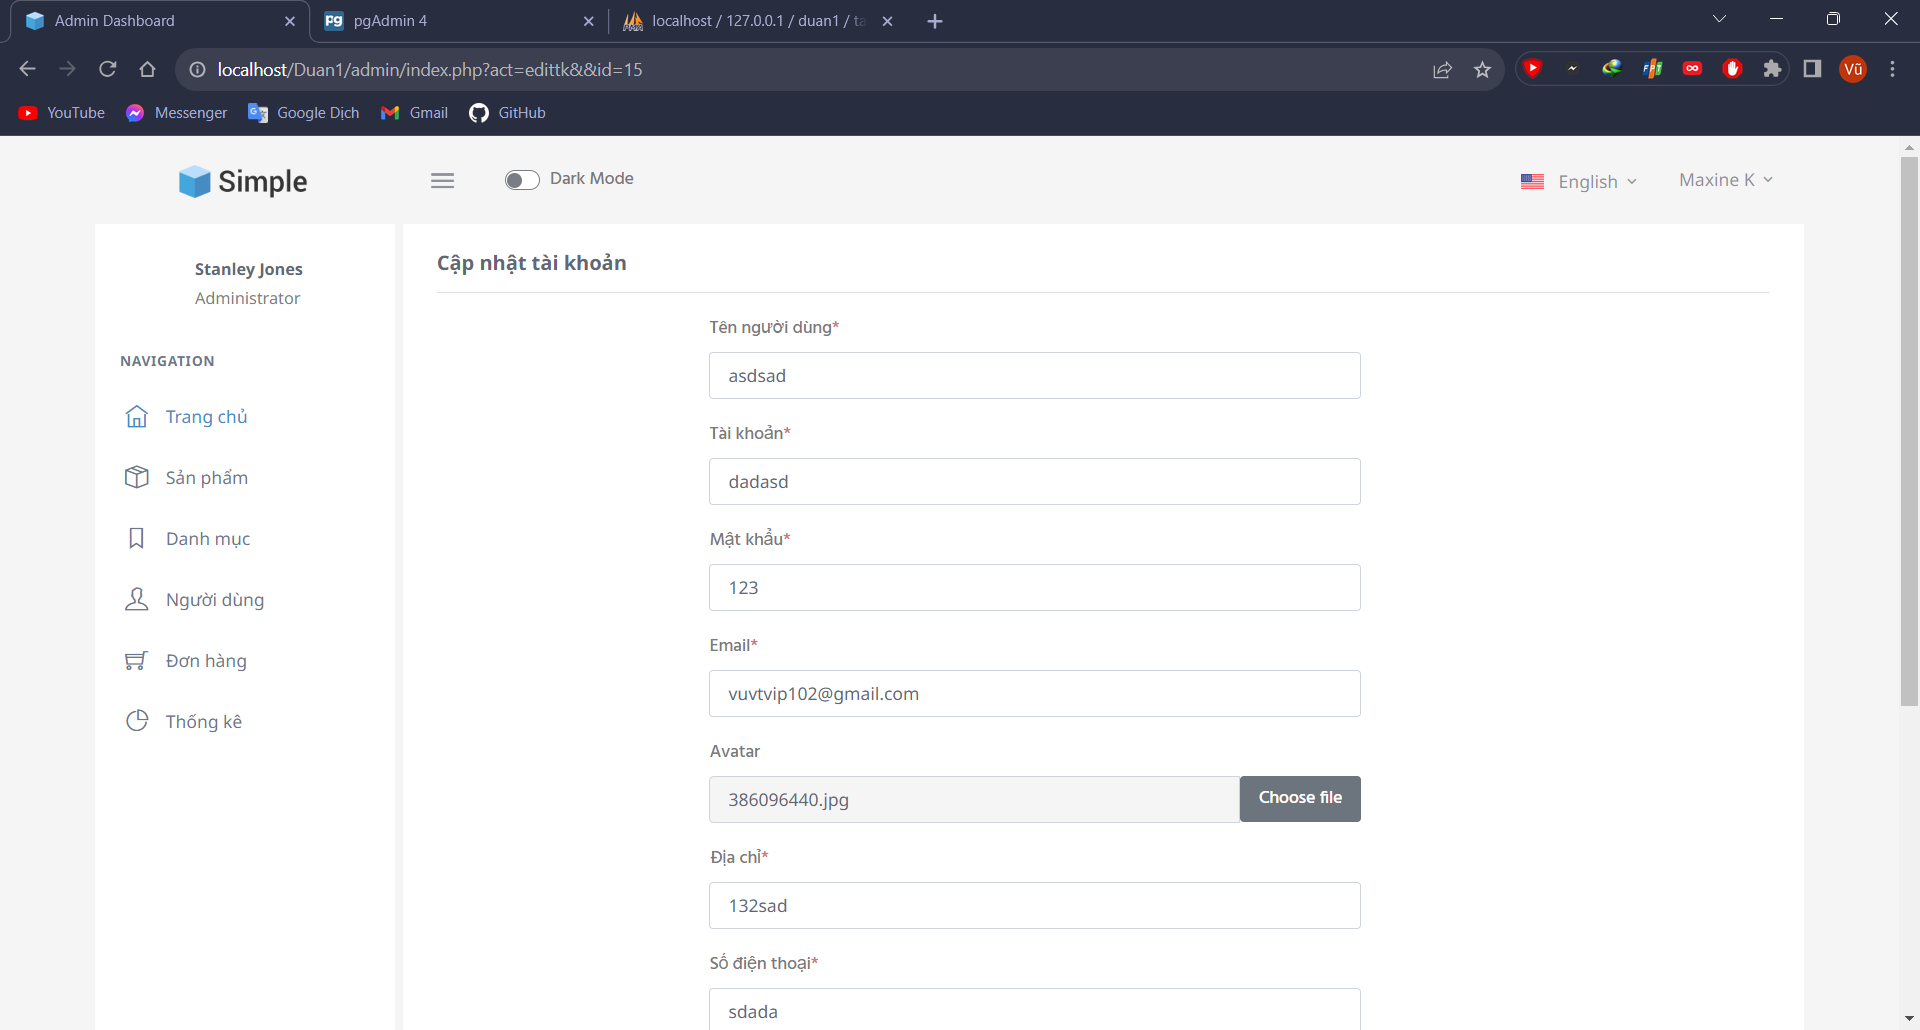 Admin Dashboard
pgAdmin 4
localhost / 127.0.0.1 / duan1 / ta
localhost/Duan1/admin/index.php?act=edittk&&id=15
Vũ
YouTube
Messenger
Google Dịch
Gmail
GitHub
Simple
Dark Mode
English
Maxine K
Stanley Jones
Administrator
NAVIGATION
Trang chủ
Sản phẩm
Danh mục
Người dùng
Đơn hàng
Thống kê
Cập nhật tài khoản
Tên người dùng*
asdsad
Tài khoản*
dadasd
Mật khẩu*
123
Email*
vuvtvip102@gmail.com
Avatar
386096440.jpg
Choose file
Địa chỉ*
132sad
Số điện thoại*
sdada